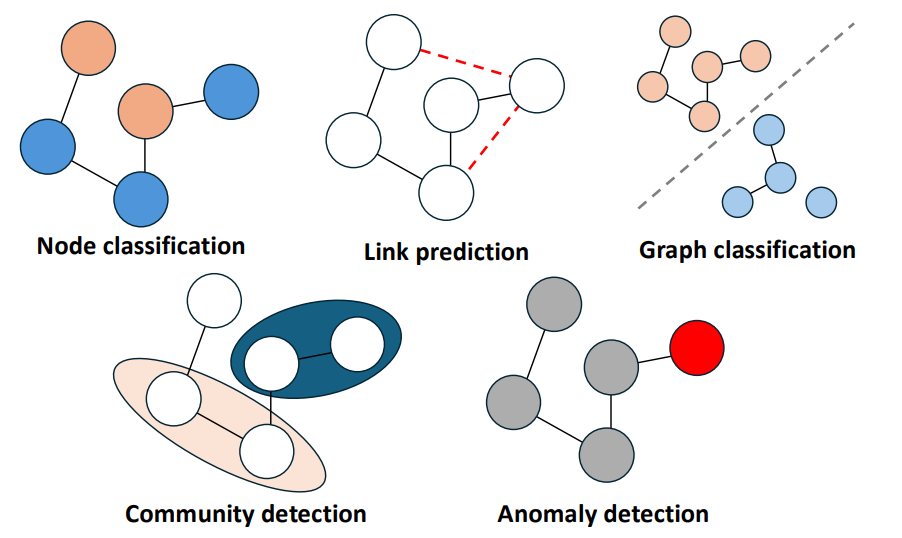 Node classification
Link prediction
Graph classification
Community detection
Anomaly detection